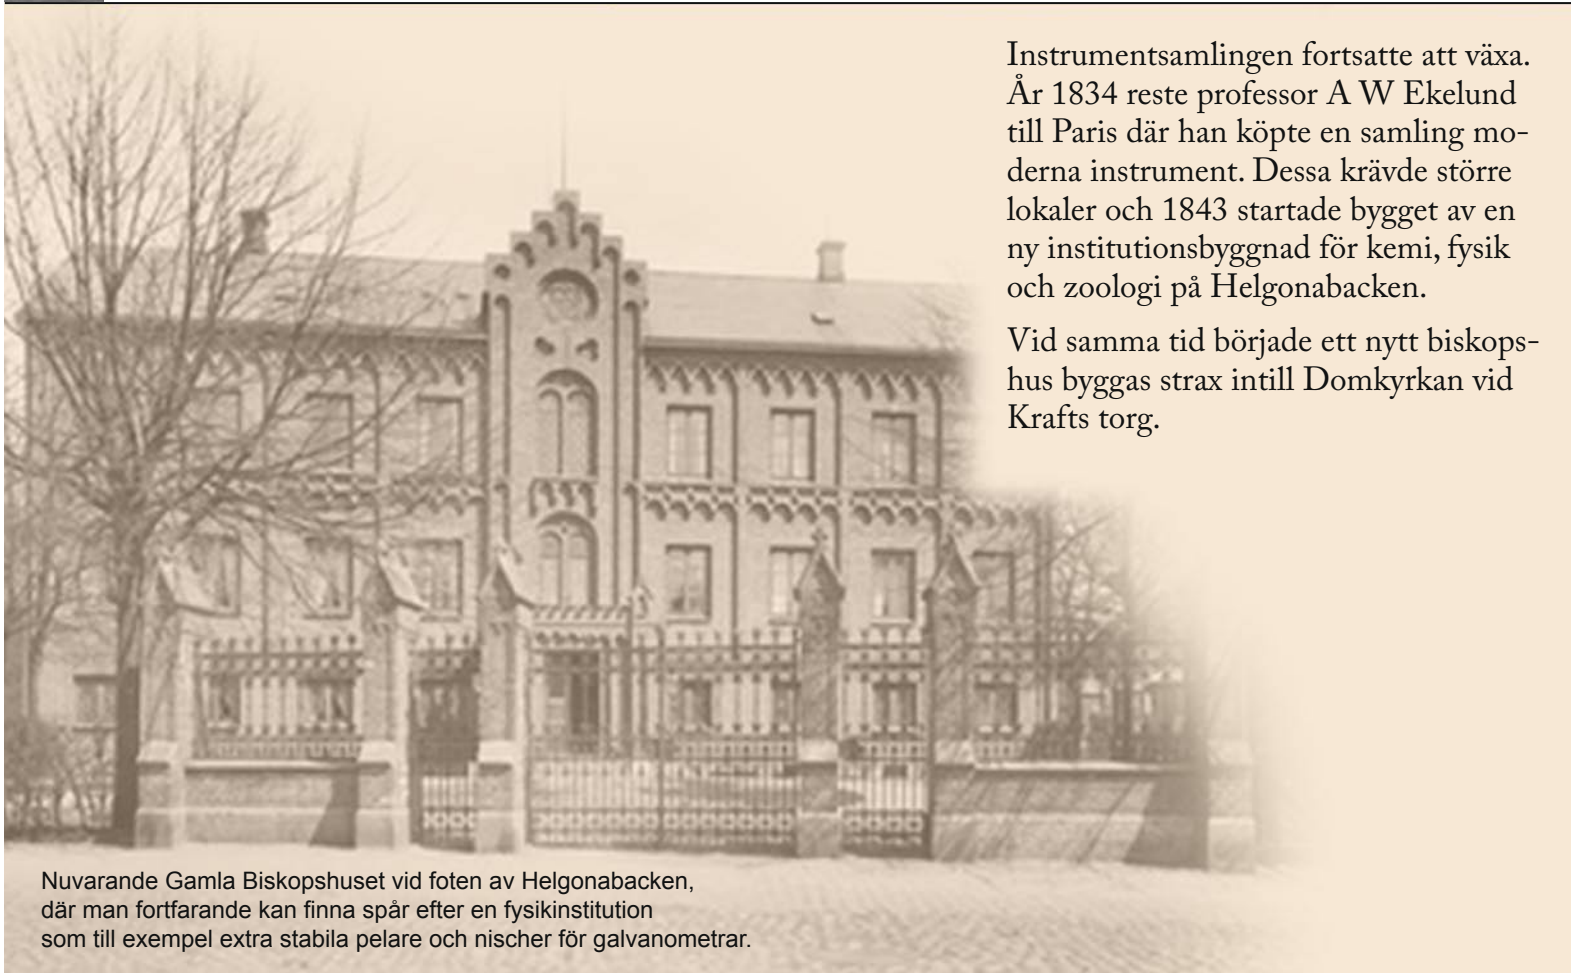 Instrumentsamlingen fortsatte att växa.
År 1834 reste professor A W Ekelund
till Paris där han köpte en samling mo-
derna instrument. Dessa krävde större
lokaler och 1843 startade bygget av en
ny institutionsbyggnad för kemi, fysik
och zoologi på Helgonabacken.
Vid samma tid började ett nytt biskops-
hus byggas strax intill Domkyrkan vid
Krafts torg.
Nuvarande Gamla Biskopshuset vid foten av Helgonabacken,
där man fortfarande kan finna spår efter en fysikinstitution
som till exempel extra stabila pelare och nischer för galvanometrar.